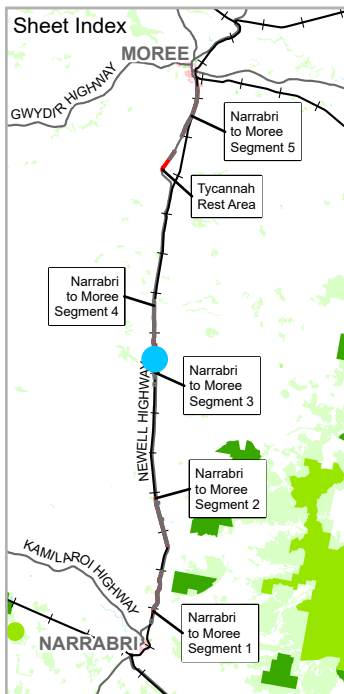 Sheet Index
MOREE
GWYDIR HIGHWAY
Narrabri
to Moree
Segment 5
Tycannah
Rest Area
Narrabri
to Moree
Segment 4
Narrabri
to Moree
Segment 3
NEWELL HIGHWAY
Narrabri
to Moree
Segment 2
KAMILAROI HIGHWAY
Narrabri
to Moree
Segment 1
NARRABRI